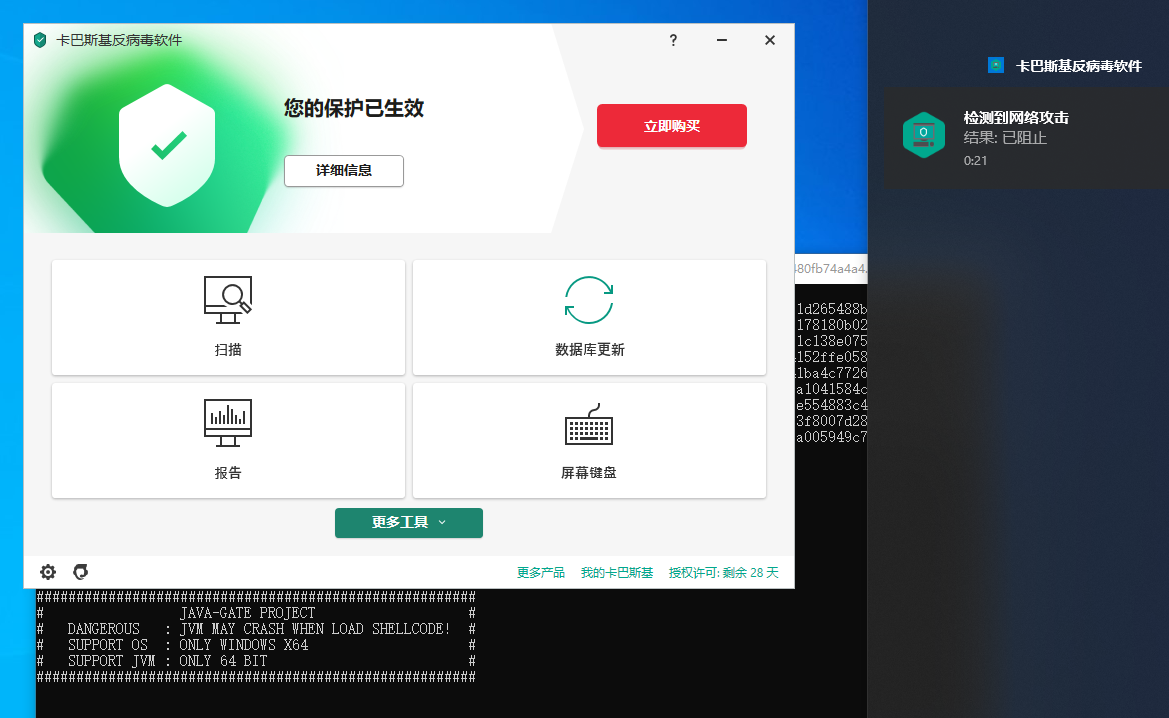 卡巴斯基反病毒软件
?
您的保护已生效
详细信息
立即购买
扫描
数据库更新
报告
屏幕键盘
更多工具
更多产品 我的卡巴斯基 授权许可: 剩余 28 天
卡巴斯基反病毒软件
检测到网络攻击
结果: 已阻止
0:21
480fb74a4a4.
1d265488b
178180b02
1c138e075
152ffe058
1ba4c7726
a1041584c
e554883c4
3f8007d28
a005949c7
#######################################################
# JAVA-GATE PROJECT #
# DANGEROUS : JVM MAY CRASH WHEN LOAD SHELLCODE! #
# SUPPORT OS : ONLY WINDOWS X64 #
# SUPPORT JVM : ONLY 64 BIT #
#######################################################